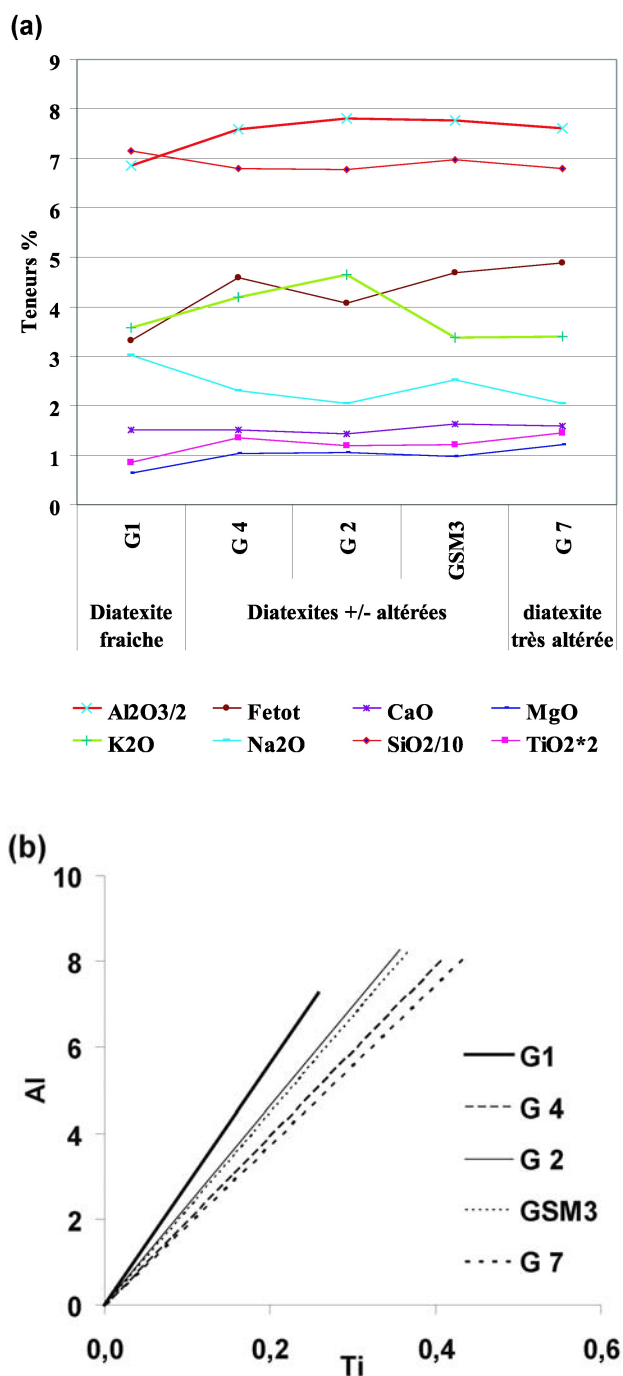 (a)
9
8
7
6
5
4
3
2
1
0
Teneurs %
G1
G 4
G 2
GSM3
G 7
Diatexite fraiche
Diatexites +/- altérées
diatexite très altérée
Al2O3/2
Fetot
CaO
MgO
K2O
Na2O
SiO2/10
TiO2*2
(b)
10
8
6
4
2
0
Al
0,0
0,2
0,4
0,6
Ti
G1
G 4
G 2
GSM3
G 7